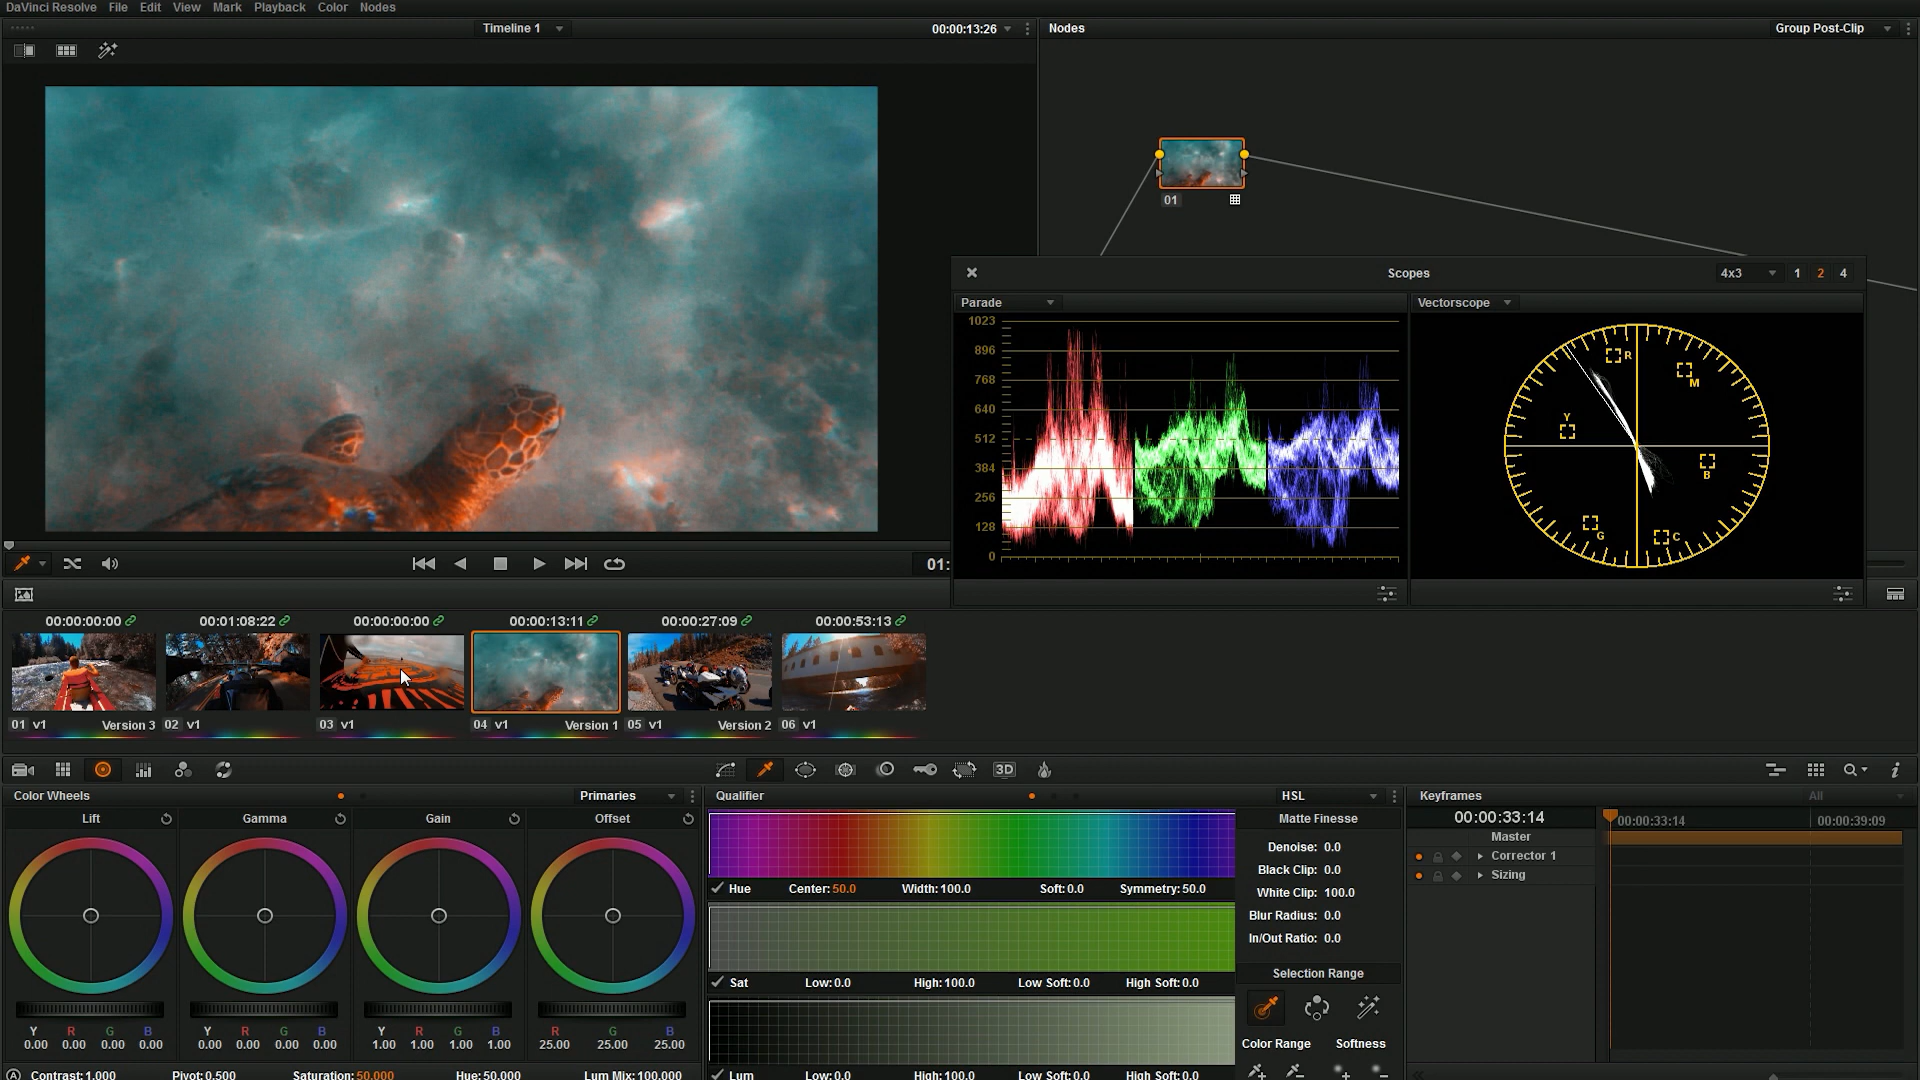 DaVinci Resolve File Edit View Mark Playback Color Nodes
Timeline 1 00:00:13:26 Nodes Group Post-Clip
01
Scopes 4x3 1 2 4
Parade Vectorscope
1023
896
768
640
512
384
256
128
0
R
M
Y
B
G
C
01:
00:00:00:00 00:01:08:22 00:00:00:00 00:00:13:11 00:00:27:09 00:00:53:13
01 v1 Version 3 02 v1 03 v1 04 v1 Version 1 05 v1 Version 2 06 v1
3D
Color Wheels Primaries Qualifier HSL Keyframes All
Lift Gamma Gain Offset
Matte Finesse
Denoise: 0.0
Black Clip: 0.0
White Clip: 100.0
Blur Radius: 0.0
In/Out Ratio: 0.0
Selection Range
Color Range Softness
Hue Center: 50.0 Width: 100.0 Soft: 0.0 Symmetry: 50.0
Sat Low: 0.0 High: 100.0 Low Soft: 0.0 High Soft: 0.0
Lum Low: 0.0 High: 100.0 Low Soft: 0.0 High Soft: 0.0
00:00:33:14 00:00:33:14 00:00:39:09
Master
Corrector 1
Sizing
Y R G B Y R G B Y R G B R G B
0.00 0.00 0.00 0.00 0.00 0.00 0.00 0.00 1.00 1.00 1.00 1.00 25.00 25.00 25.00
A Contrast: 1.000 Pivot: 0.500 Saturation: 50.000 Hue: 50.000 Lum Mix: 100.000